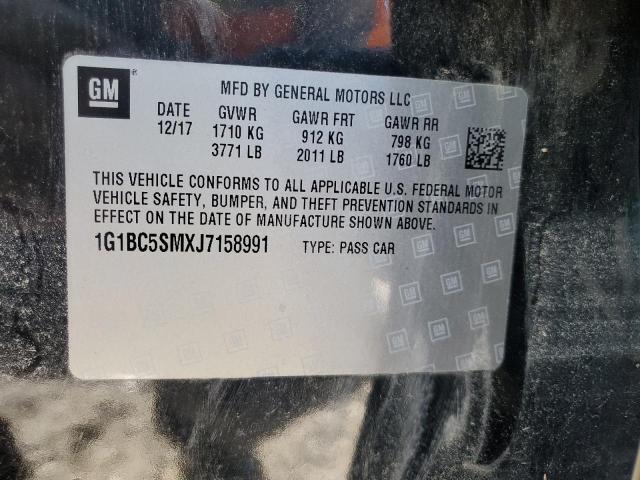 GM
MFD BY GENERAL MOTORS LLC
DATE GVWR GAWR FRT GAWR RR
12/17 1710 KG 912 KG 798 KG
3771 LB 2011 LB 1760 LB
THIS VEHICLE CONFORMS TO ALL APPLICABLE U.S. FEDERAL MOTOR
VEHICLE SAFETY, BUMPER, AND THEFT PREVENTION STANDARDS IN
EFFECT ON THE DATE OF MANUFACTURE SHOWN ABOVE.
1G1BC5SMXJ7158991 TYPE: PASS CAR